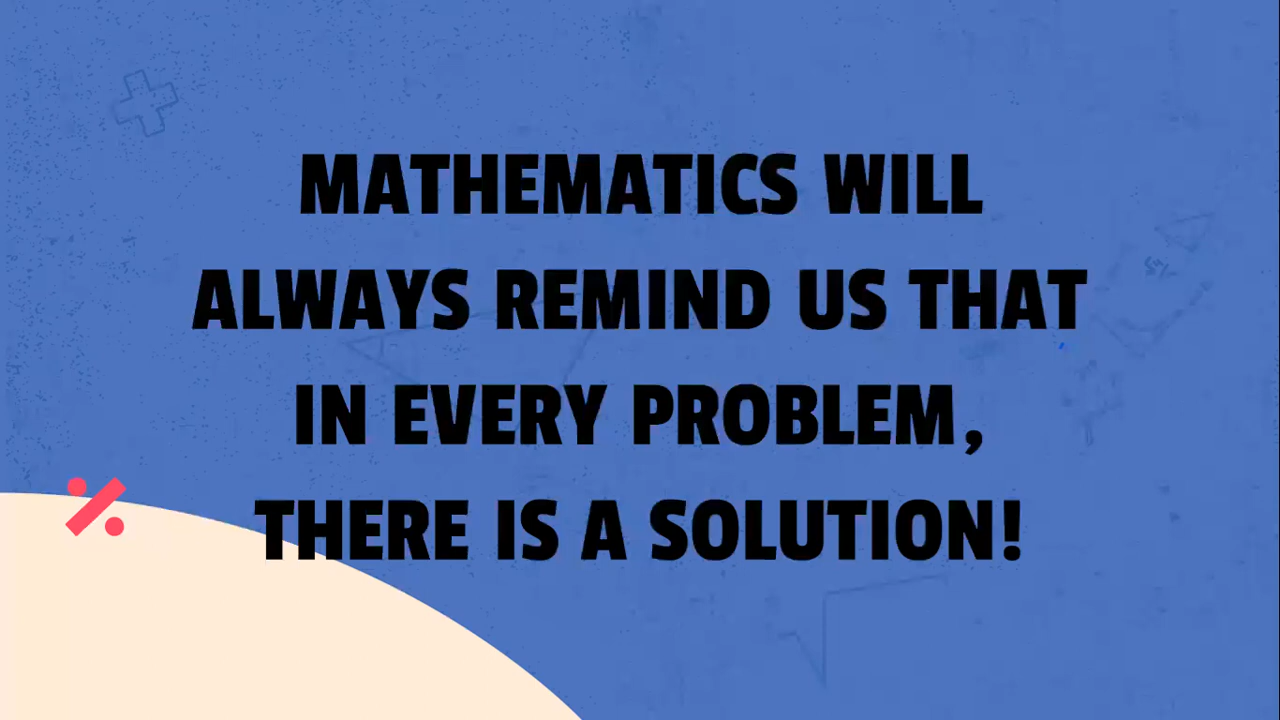 MATHEMATICS WILL
ALWAYS REMIND US THAT
IN EVERY PROBLEM,
THERE IS A SOLUTION!